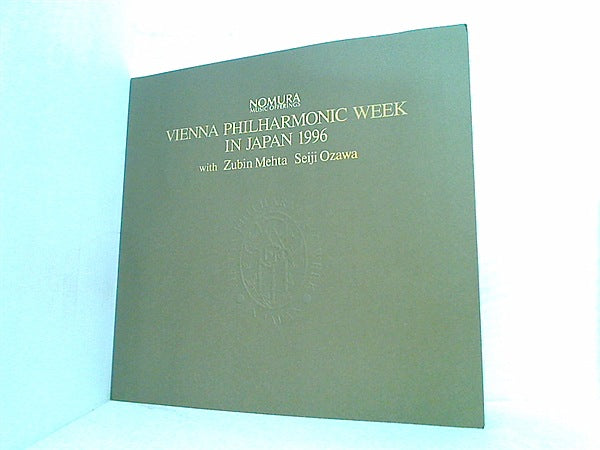 NOMURA
MUSIC OFFERINGS
VIENNA PHILHARMONIC WEEK
IN JAPAN 1996
with Zubin Mehta Seiji Ozawa